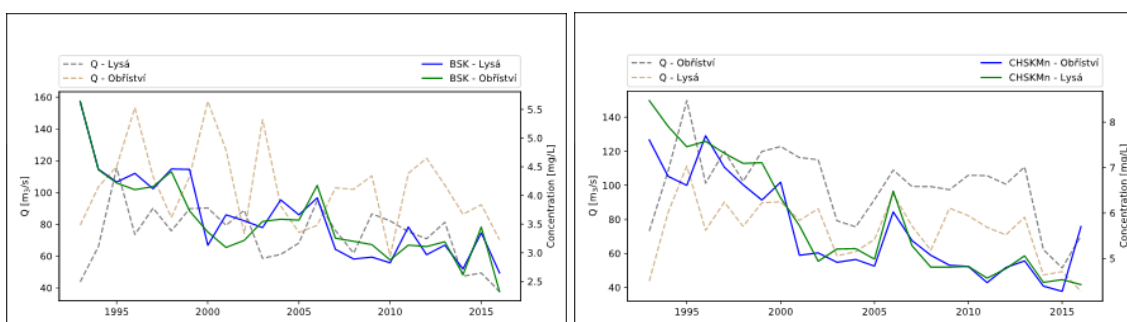 Q - Lysá
Q - Obříství
BSK - Lysá
BSK - Obříství
160
140
120
100
80
60
40
Q [m₃/s]
5.5
5.0
4.5
4.0
3.5
3.0
2.5
Concentration [mg/L]
1995
2000
2005
2010
2015
Q - Obříství
Q - Lysá
CHSKMn - Obříství
CHSKMn - Lysá
140
120
100
80
60
40
Q [m₃/s]
8
7
6
5
Concentration [mg/L]
1995
2000
2005
2010
2015